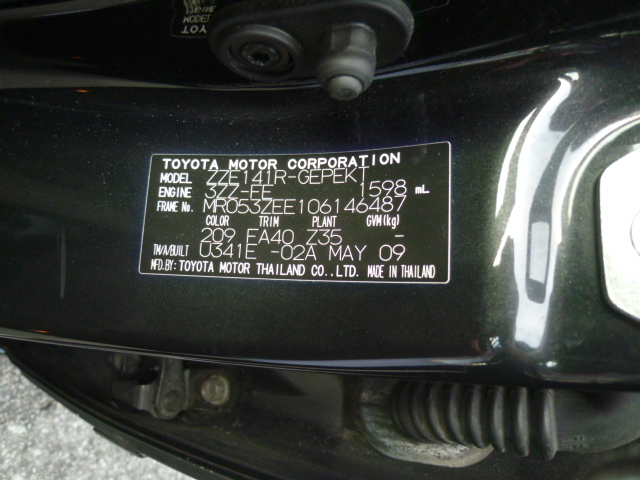 TOYOTA MOTOR CORPORATION
MODEL ZZE141R-GEPEKT
ENGINE 3ZZ-FE 1598 mL
FRAME No. MR053ZEE106146487
COLOR TRIM PLANT GVM(kg)
209 FA40 Z35 -
TM/A/BUILT U341E -02A MAY 09
MFD.BY: TOYOTA MOTOR THAILAND CO.,LTD. MADE IN THAILAND